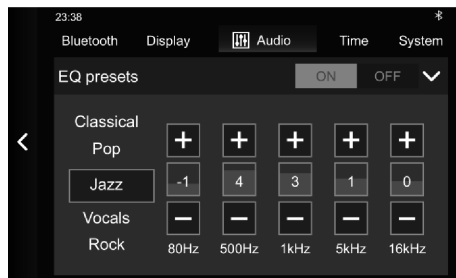 23:38
Bluetooth Display Audio Time System
EQ presets ON OFF
Classical
Pop
Jazz
Vocals
Rock
+ + + + +
-1 4 3 1 0
− − − − −
80Hz 500Hz 1kHz 5kHz 16kHz